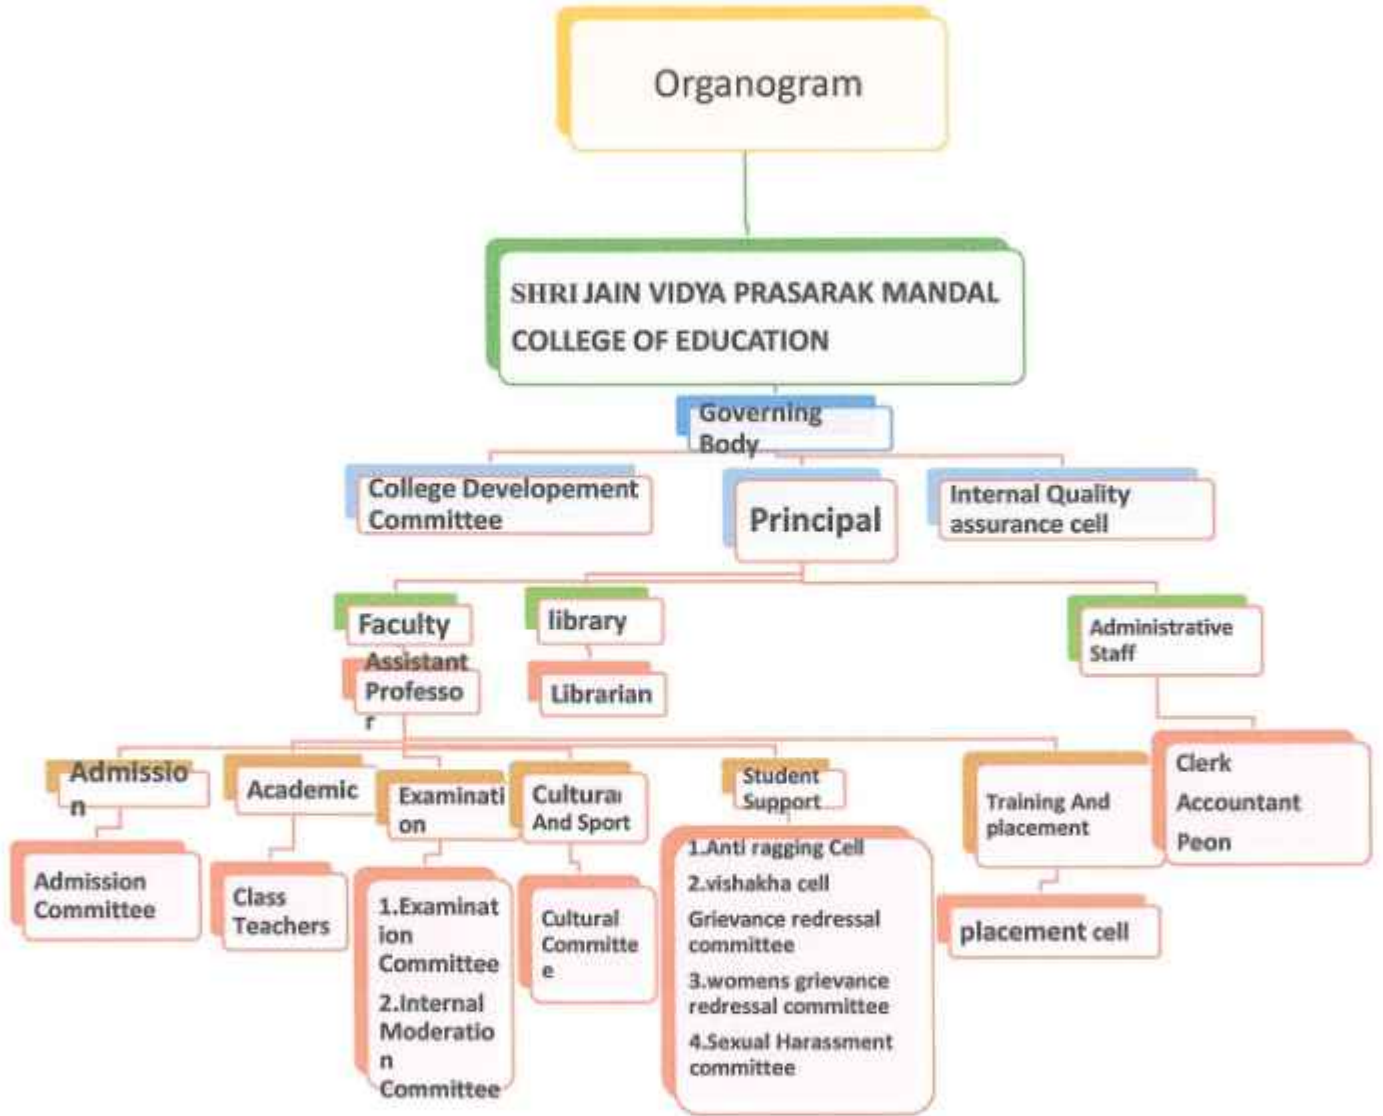 Organogram
SHRI JAIN VIDYA PRASARAK MANDAL
COLLEGE OF EDUCATION
Governing
Body
College Developement
Committee
Principal
Internal Quality
assurance cell
Faculty
library
Administrative
Staff
Assistant
Professo
r
Librarian
Clerk
Accountant
Peon
Admissio
n
Academic
Examinati
on
Cultural
And Sport
Student
Support
Training And
placement
Admission
Committee
Class
Teachers
1.Examinat
ion
Committee
2.Internal
Moderatio
n
Committee
Cultural
Committe
e
1.Anti ragging Cell
2.vishakha cell
Grievance redressal
committee
3.womens grievance
redressal committee
4.Sexual Harassment
committee
placement cell